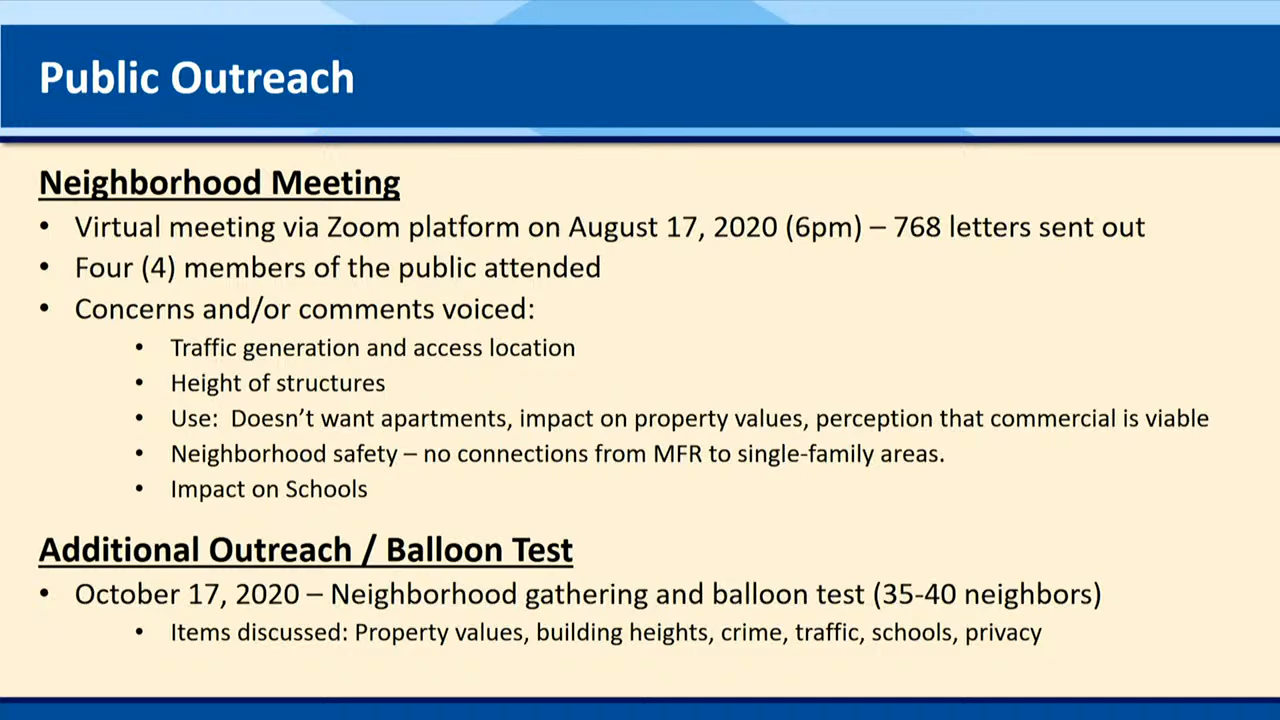 Public Outreach
Neighborhood Meeting
• Virtual meeting via Zoom platform on August 17, 2020 (6pm) – 768 letters sent out
• Four (4) members of the public attended
• Concerns and/or comments voiced:
• Traffic generation and access location
• Height of structures
• Use:  Doesn’t want apartments, impact on property values, perception that commercial is viable
• Neighborhood safety – no connections from MFR to single-family areas.
• Impact on Schools
Additional Outreach / Balloon Test
• October 17, 2020 – Neighborhood gathering and balloon test (35-40 neighbors)
• Items discussed: Property values, building heights, crime, traffic, schools, privacy